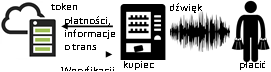 token
dźwięk
płatności,
informacje
o trans
kupiec
płacić